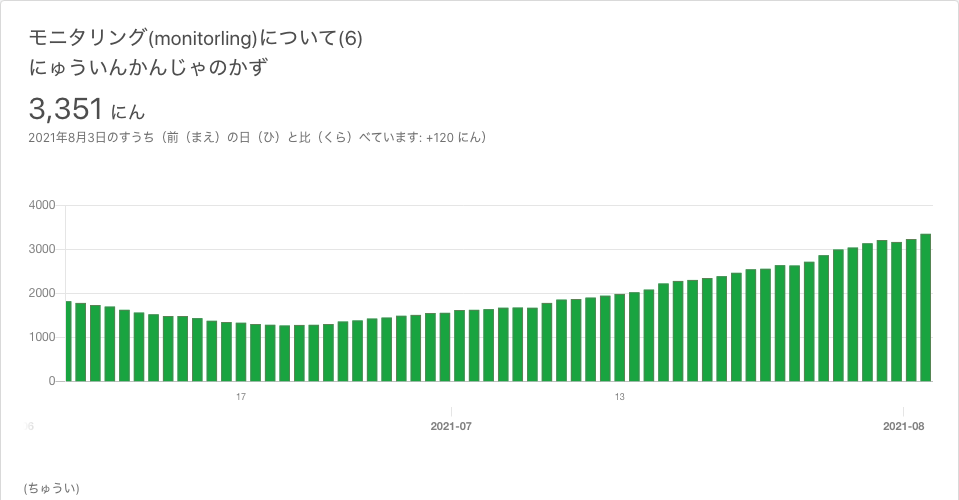 モニタリング(monitorling)について(6)
にゅういんかんじゃのかず
3,351 にん
2021年8月3日のすうち（前（まえ）の日（ひ）と比（くら）べています: +120 にん）
4000
3000
2000
1000
0
17
13
6
2021-07
2021-08
(ちゅうい)